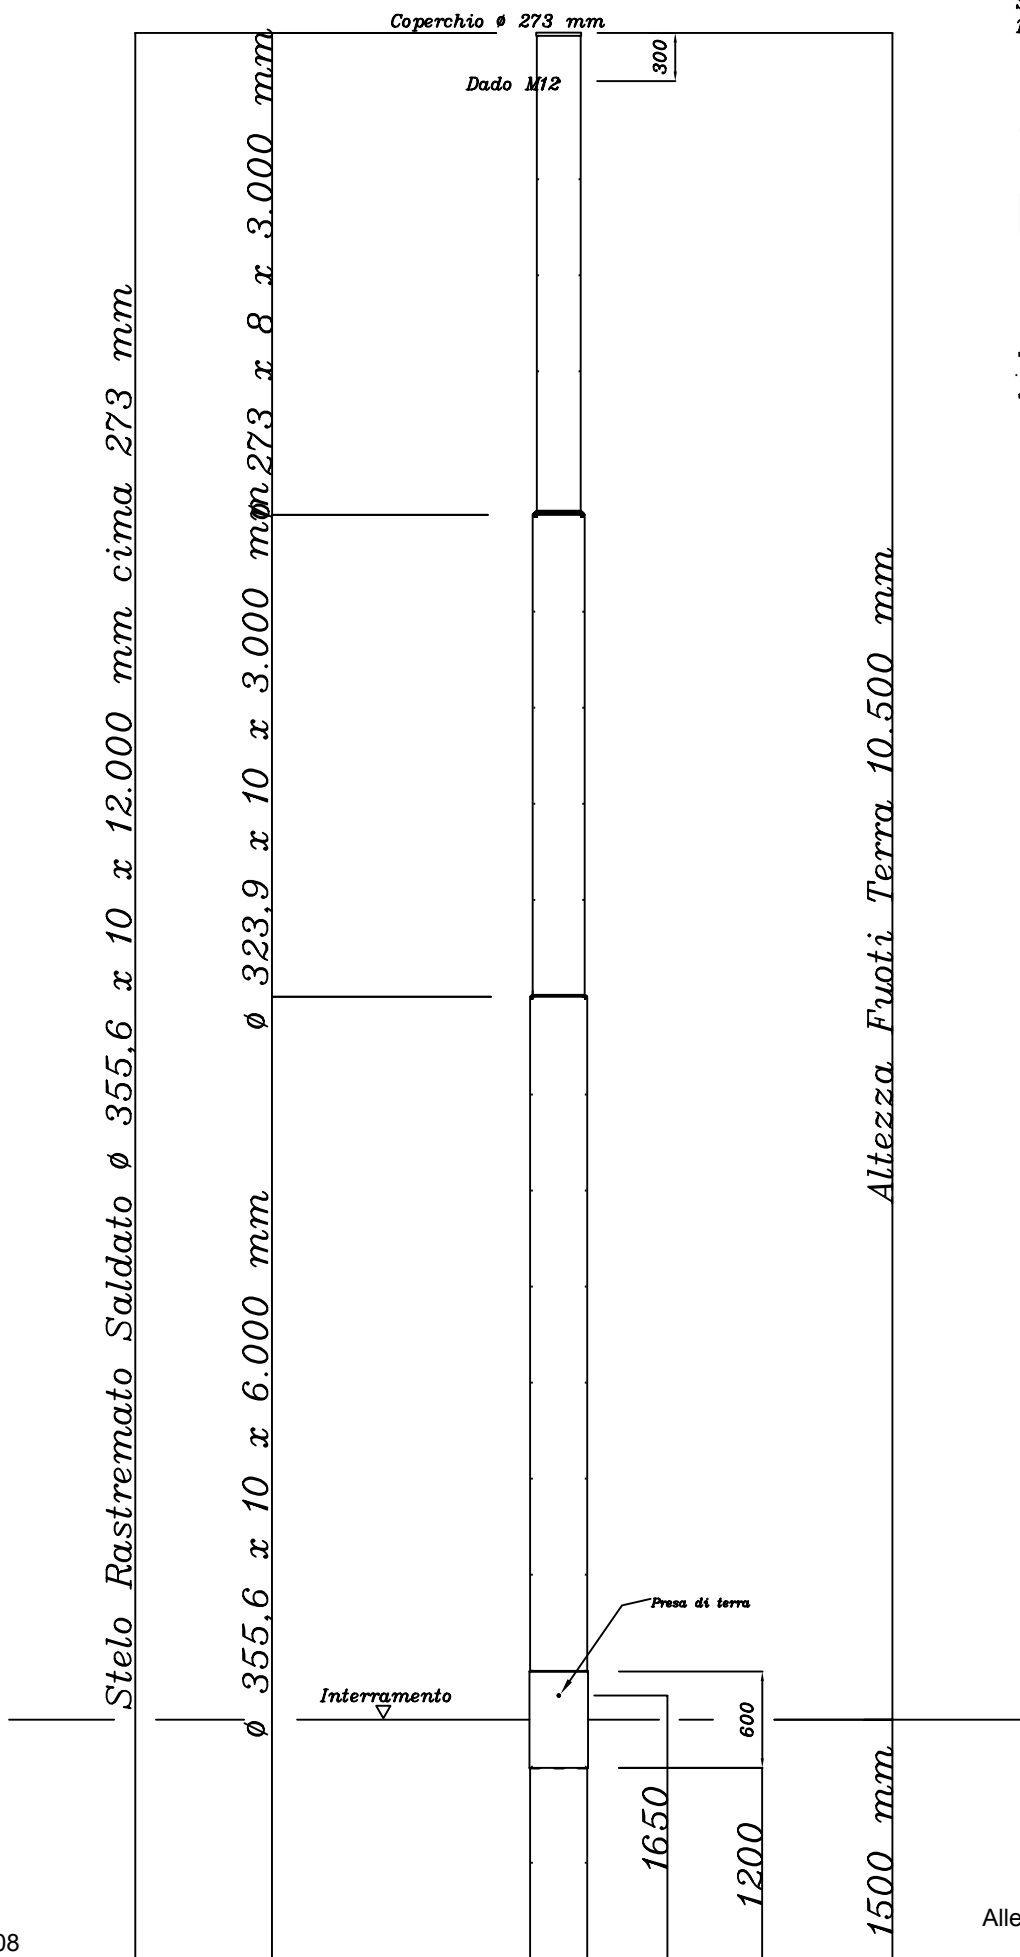 Coperchio ø 273 mm
300
Dado M12
Stelo Rastremato Saldato ø 355,6 x 10 x 12.000 mm cima 273 mm
ø 273 x 8 x 3.000 mm
ø 323,9 x 10 x 3.000 mm
ø 355,6 x 10 x 6.000 mm
Altezza Fuoti Terra 10.500 mm
Presa di terra
Interramento
600
1650
1200
1500 mm
Alle
08